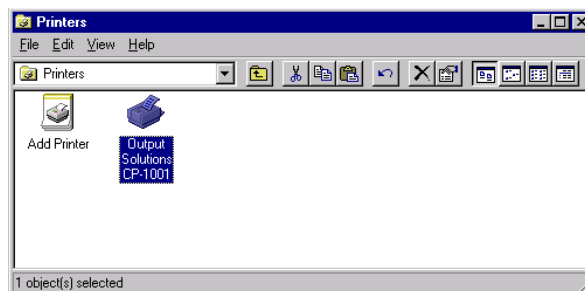 Printers
File Edit View Help
Printers
Add Printer
Output
Solutions
CP-1001
1 object(s) selected